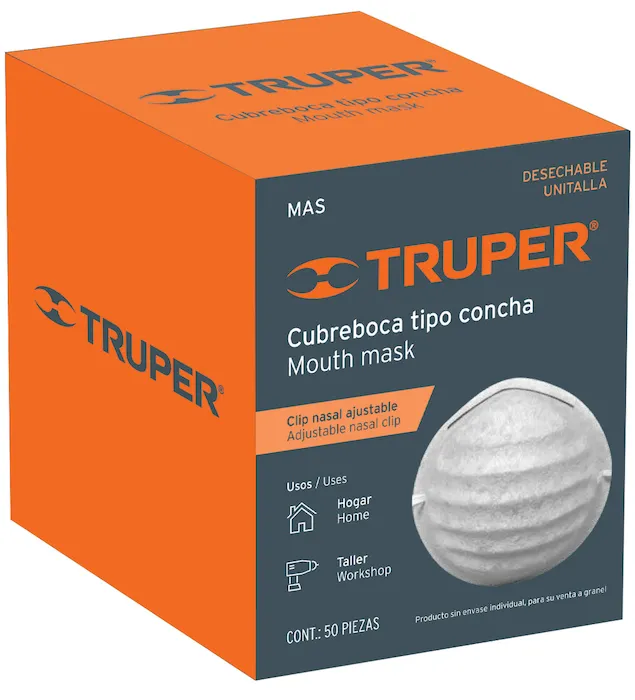 TRUPER®
Cubreboca tipo concha
Mouth mask
DESECHABLE
UNITALLA
MAS
TRUPER®
Cubreboca tipo concha
Mouth mask
Clip nasal ajustable
Adjustable nasal clip
Usos / Uses
Hogar
Home
Taller
Workshop
Producto sin envase individual, para su venta a granel
CONT.: 50 PIEZAS
TRUPER®